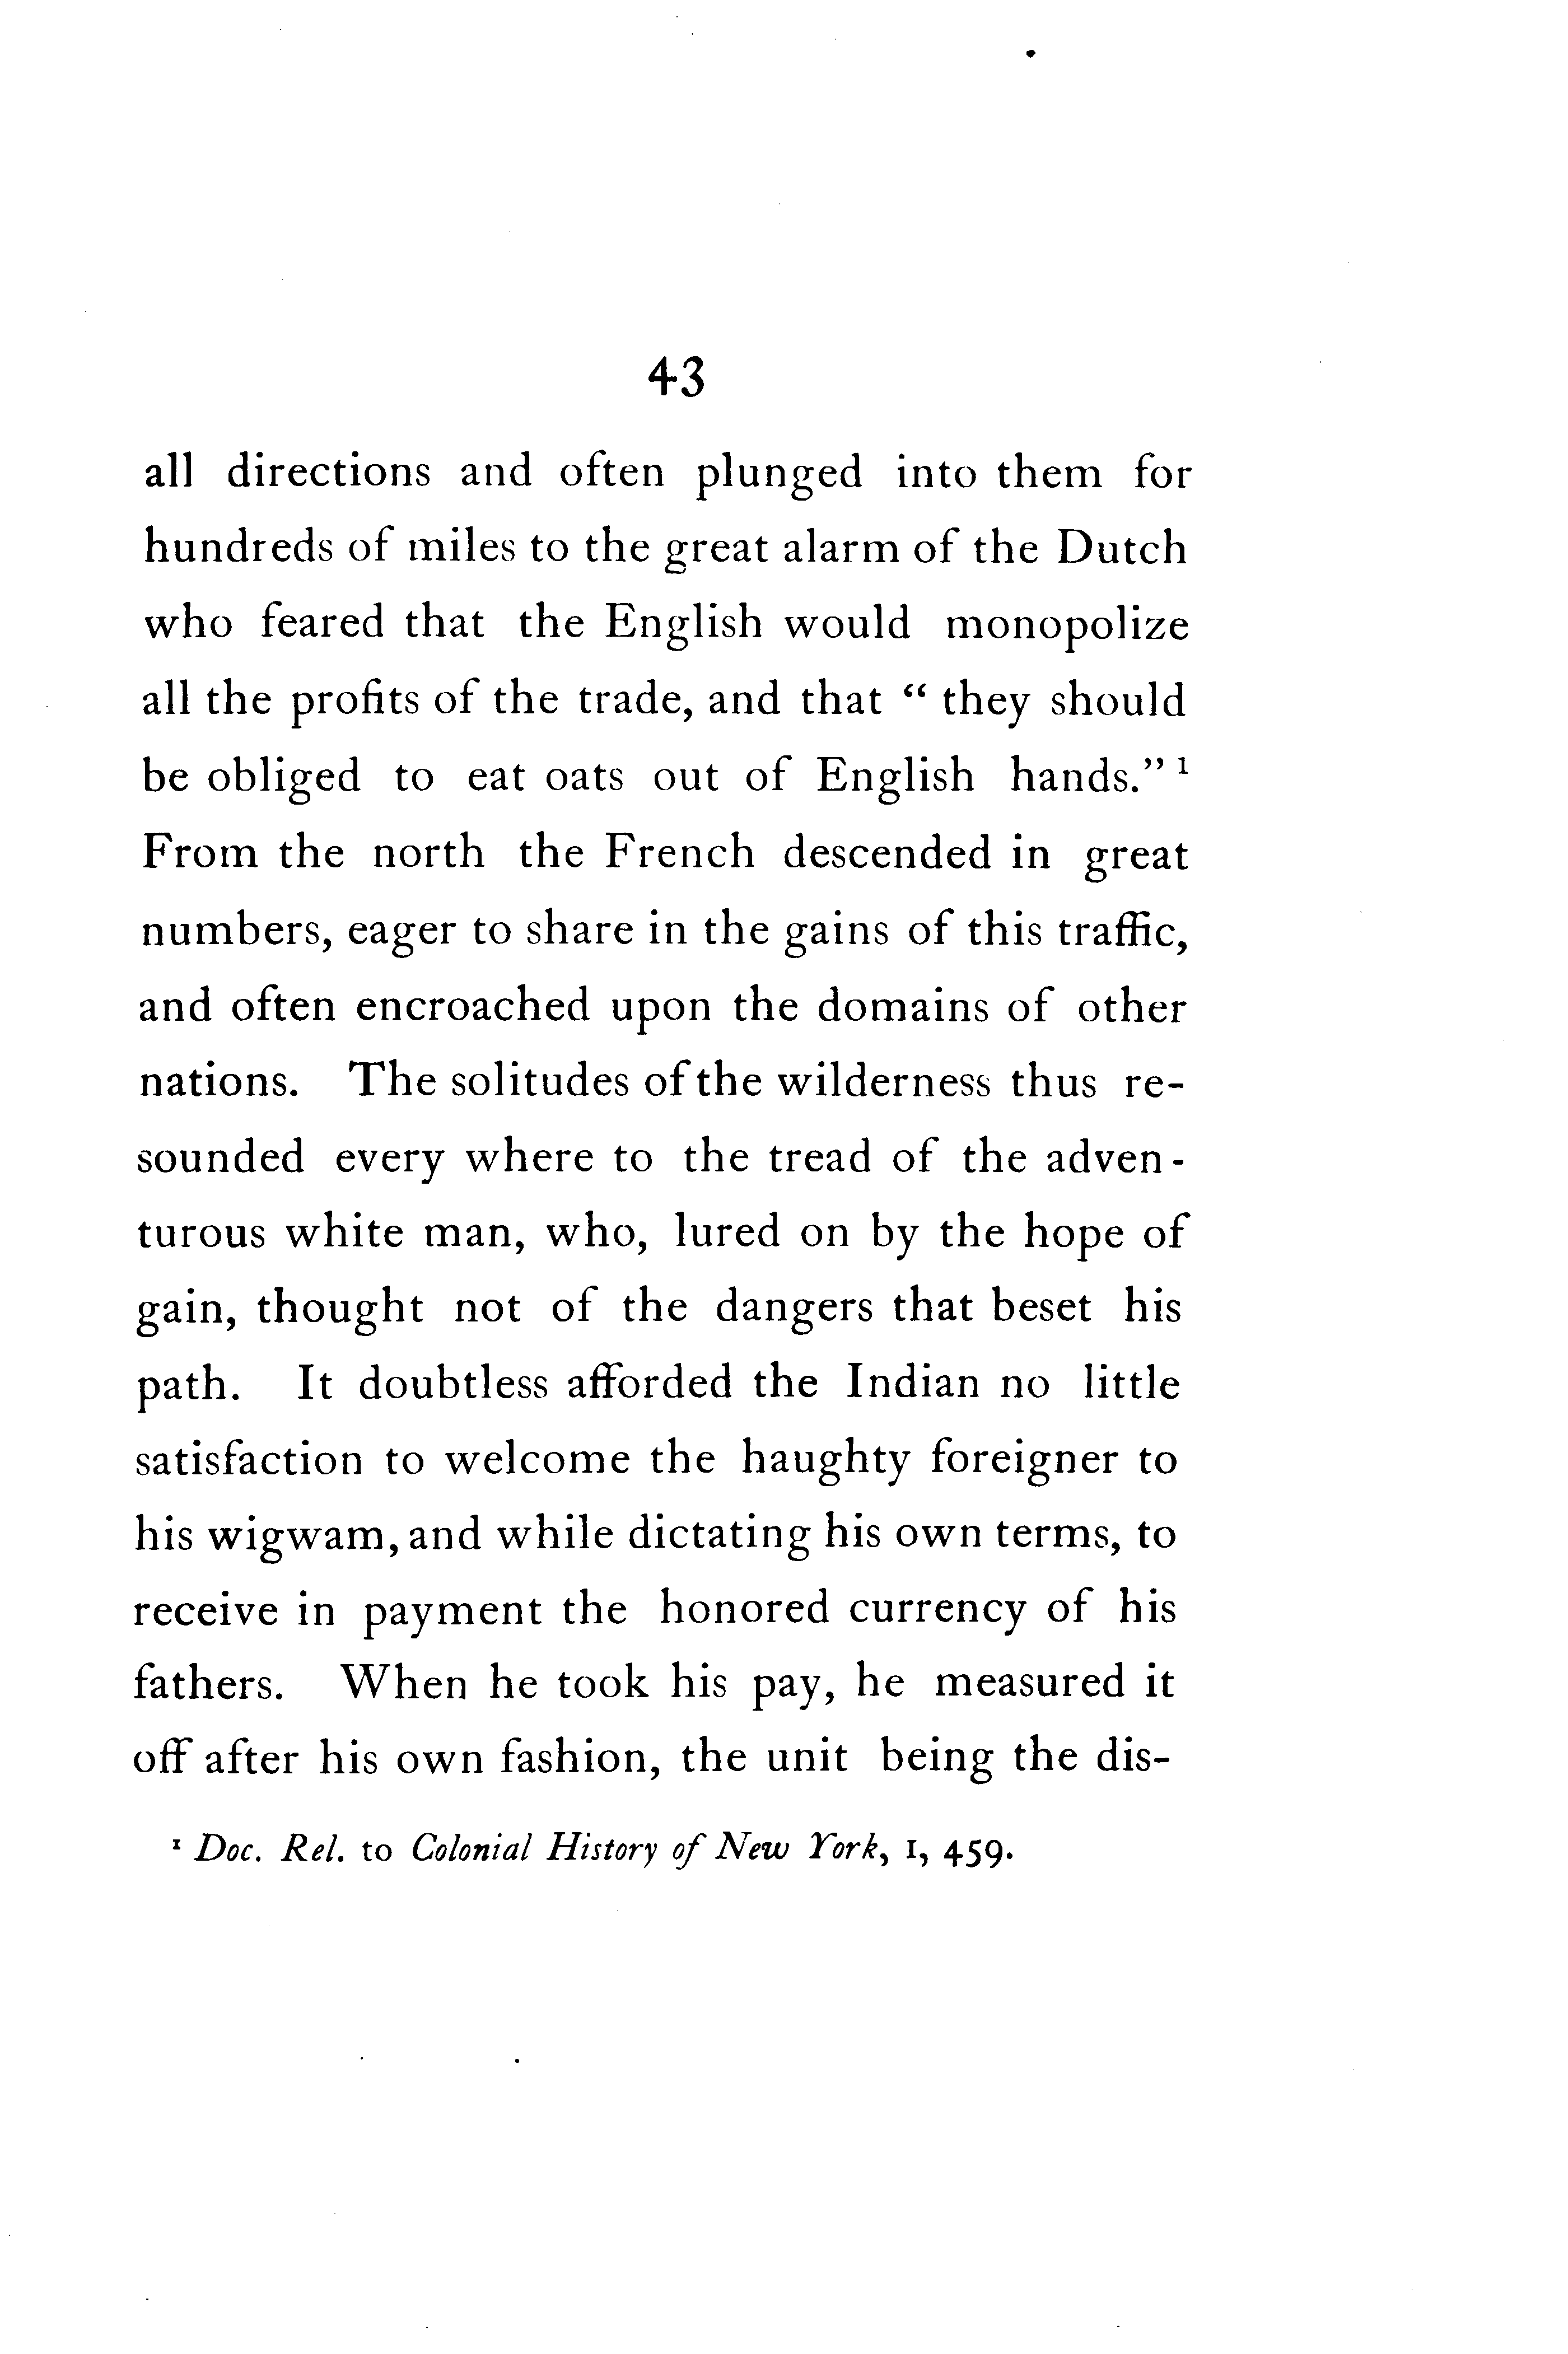 43
all directions and often plunged into them for
hundreds of miles to the great alarm of the Dutch
who feared that the English would monopolize
all the profits of the trade, and that “ they should
be obliged to eat oats out of English hands.” ¹
From the north the French descended in great
numbers, eager to share in the gains of this traffic,
and often encroached upon the domains of other
nations. The solitudes of the wilderness thus re-
sounded every where to the tread of the adven-
turous white man, who, lured on by the hope of
gain, thought not of the dangers that beset his
path. It doubtless afforded the Indian no little
satisfaction to welcome the haughty foreigner to
his wigwam, and while dictating his own terms, to
receive in payment the honored currency of his
fathers. When he took his pay, he measured it
off after his own fashion, the unit being the dis-
¹ Doc. Rel. to Colonial History of New York, I, 459.